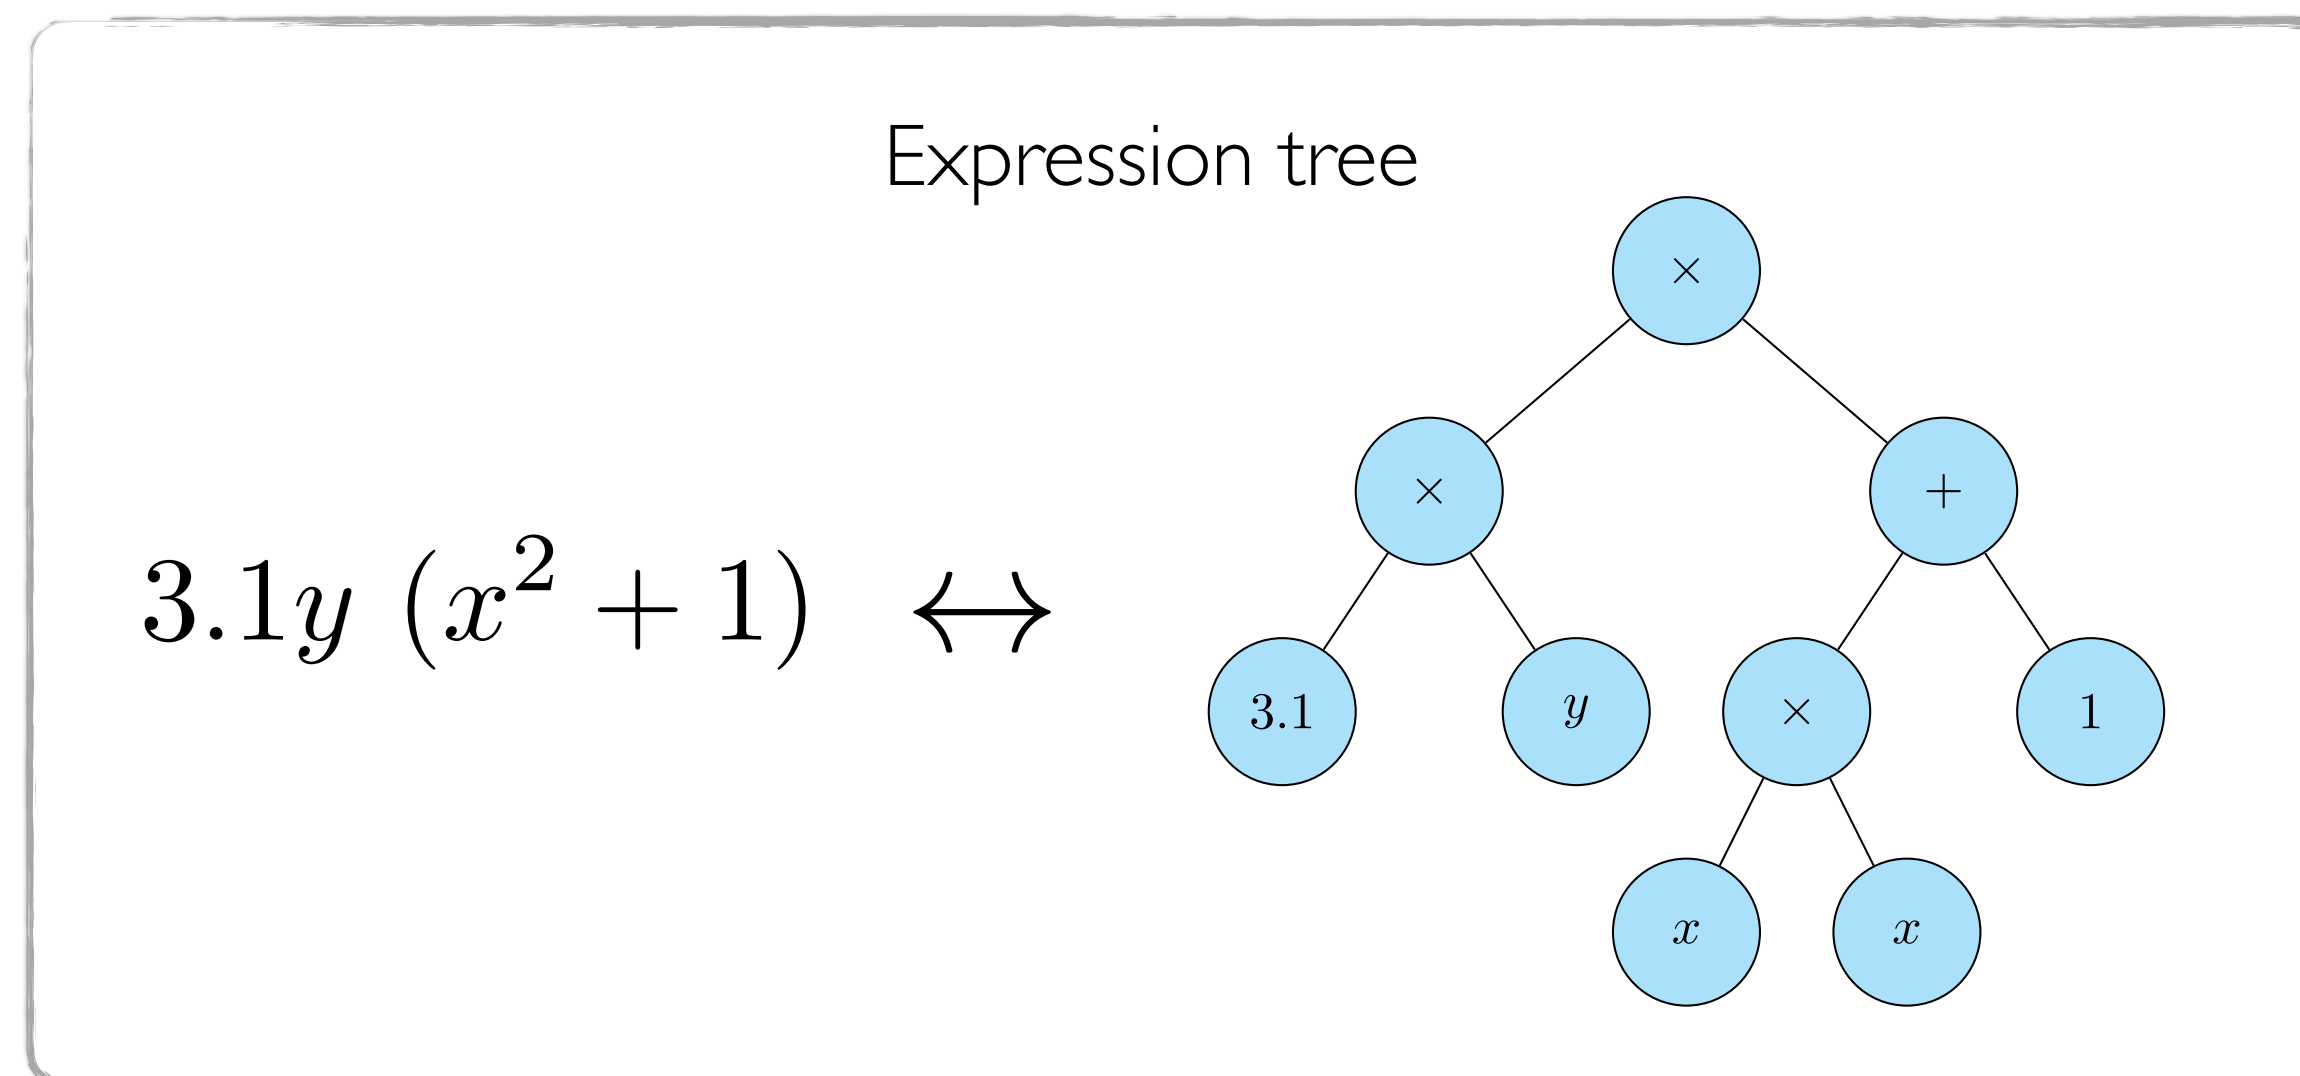 Expression tree
3.1y (x² + 1) ↔
×
× +
3.1 y × 1
x x